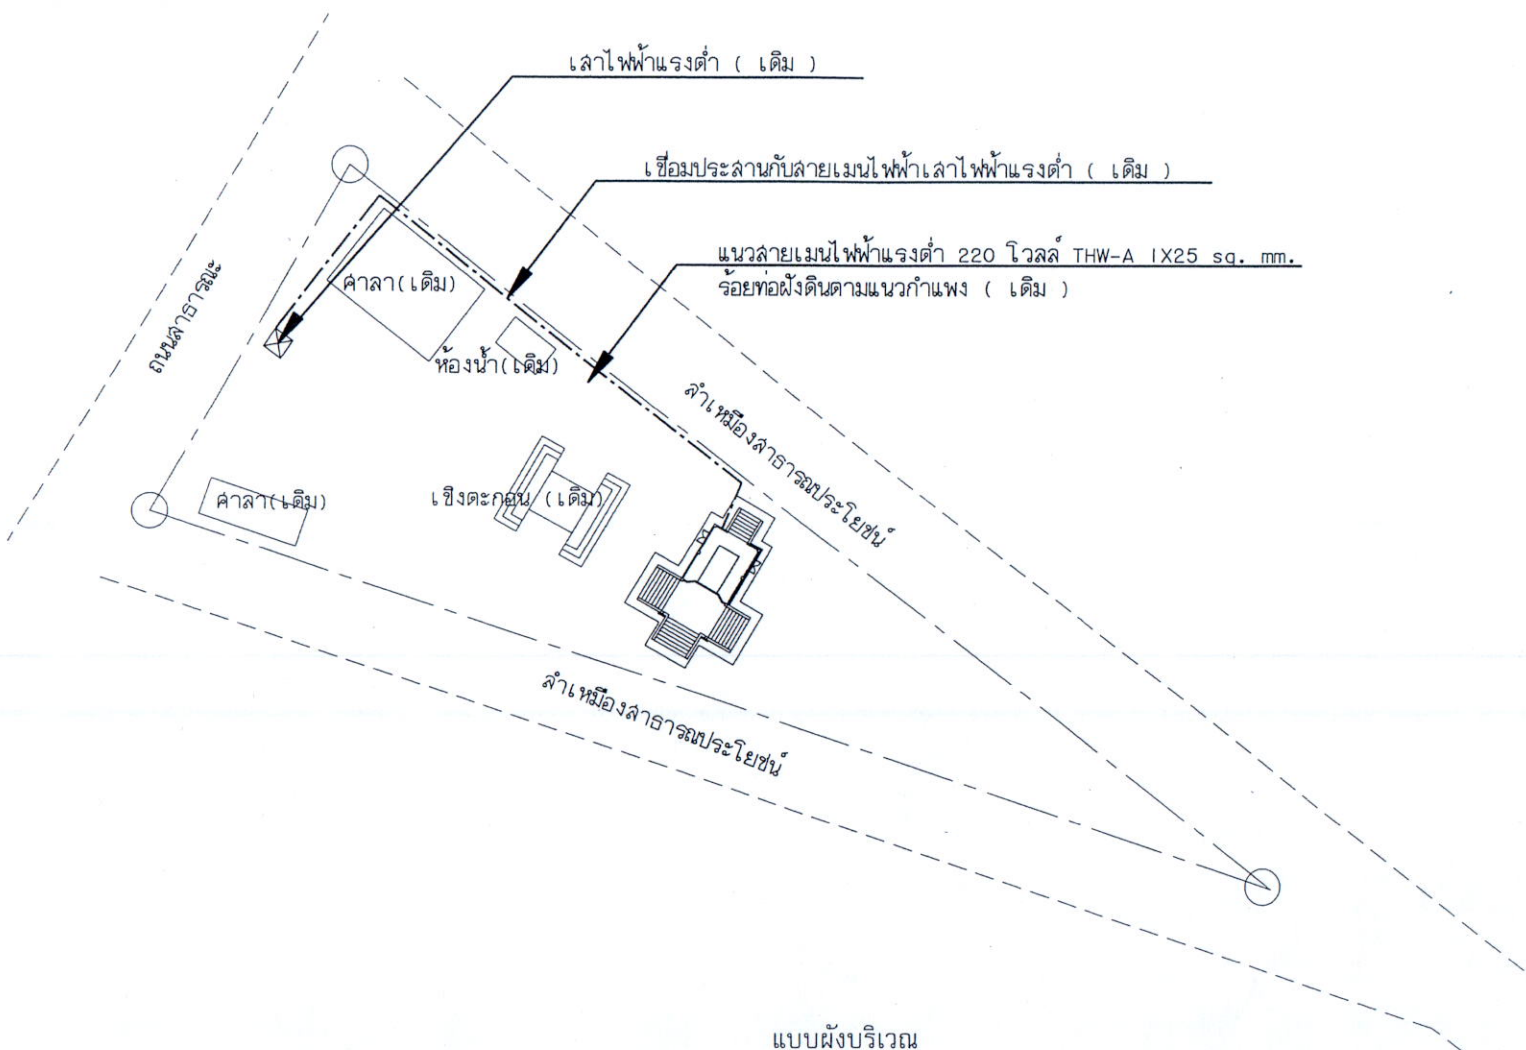 เสาไฟฟ้าแรงต่ำ ( เดิม )
เชื่อมประสานกับสายเมนไฟฟ้าเสาไฟฟ้าแรงต่ำ ( เดิม )
แนวสายเมนไฟฟ้าแรงต่ำ 220 โวลล์ THW-A 1X25 sq. mm.
ร้อยท่อฝังดินตามแนวกำแพง ( เดิม )
ถนนสาธารณะ
ศาลา(เดิม)
ห้องน้ำ(เดิม)
ลำเหมืองสาธารณประโยชน์
ศาลา(เดิม)
เชิงตะกอน (เดิม)
ลำเหมืองสาธารณประโยชน์
แบบผังบริเวณ